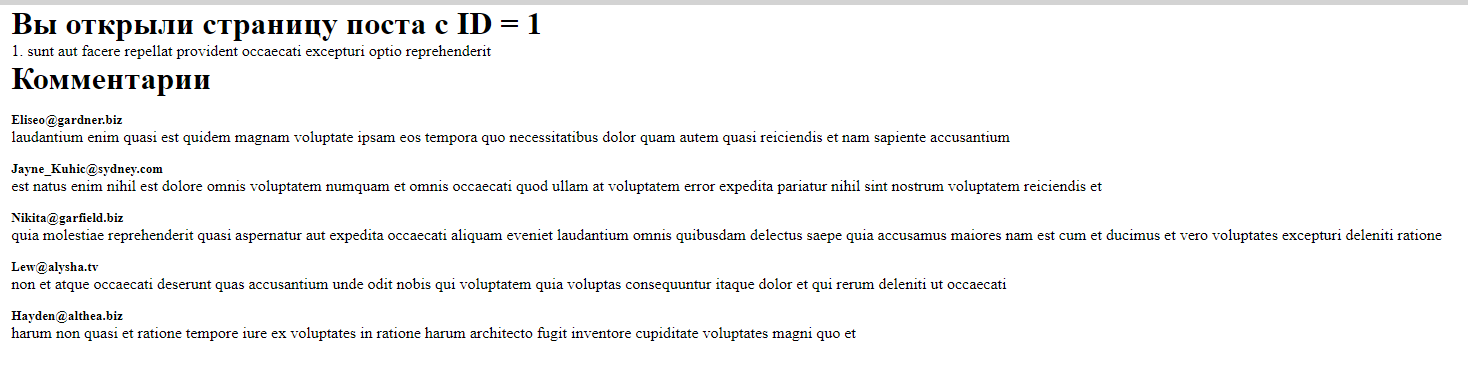 Вы открыли страницу поста с ID = 1
1. sunt aut facere repellat provident occaecati excepturi optio reprehenderit
Комментарии
Eliseo@gardner.biz
laudantium enim quasi est quidem magnam voluptate ipsam eos tempora quo necessitatibus dolor quam autem quasi reiciendis et nam sapiente accusantium
Jayne_Kuhic@sydney.com
est natus enim nihil est dolore omnis voluptatem numquam et omnis occaecati quod ullam at voluptatem error expedita pariatur nihil sint nostrum voluptatem reiciendis et
Nikita@garfield.biz
quia molestiae reprehenderit quasi aspernatur aut expedita occaecati aliquam eveniet laudantium omnis quibusdam delectus saepe quia accusamus maiores nam est cum et ducimus et vero voluptates excepturi deleniti ratione
Lew@alysha.tv
non et atque occaecati deserunt quas accusantium unde odit nobis qui voluptatem quia voluptas consequuntur itaque dolor et qui rerum deleniti ut occaecati
Hayden@althea.biz
harum non quasi et ratione tempore iure ex voluptates in ratione harum architecto fugit inventore cupiditate voluptates magni quo et